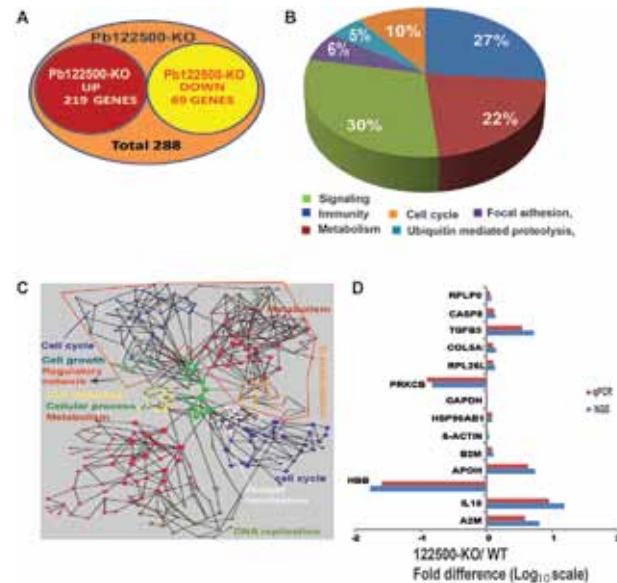 A
Pb122500-KO
Pb122500-KO
UP
219 GENES
Pb122500-KO
DOWN
69 GENES
Total 288
B
10%
27%
5%
6%
30%
22%
Signaling
Immunity
Cell cycle
Focal adhesion,
Metabolism
Ubiquitin mediated proteolysis,
C
Metabolism
Cell cycle
Cell growth
Regulatory
network
Cellular process
Metabolism
cell cycle
DNA replication
D
RPLP0
CASP8
TGFB3
COL5A
RPL26L
PRKCB
GAPDH
HSP90AB1
B-ACTIN
B2M
APOH
HBB
IL10
A2M
qPCR
NGS
-2
-1
0
1
2
122500-KO/ WT
Fold difference (Log10 scale)